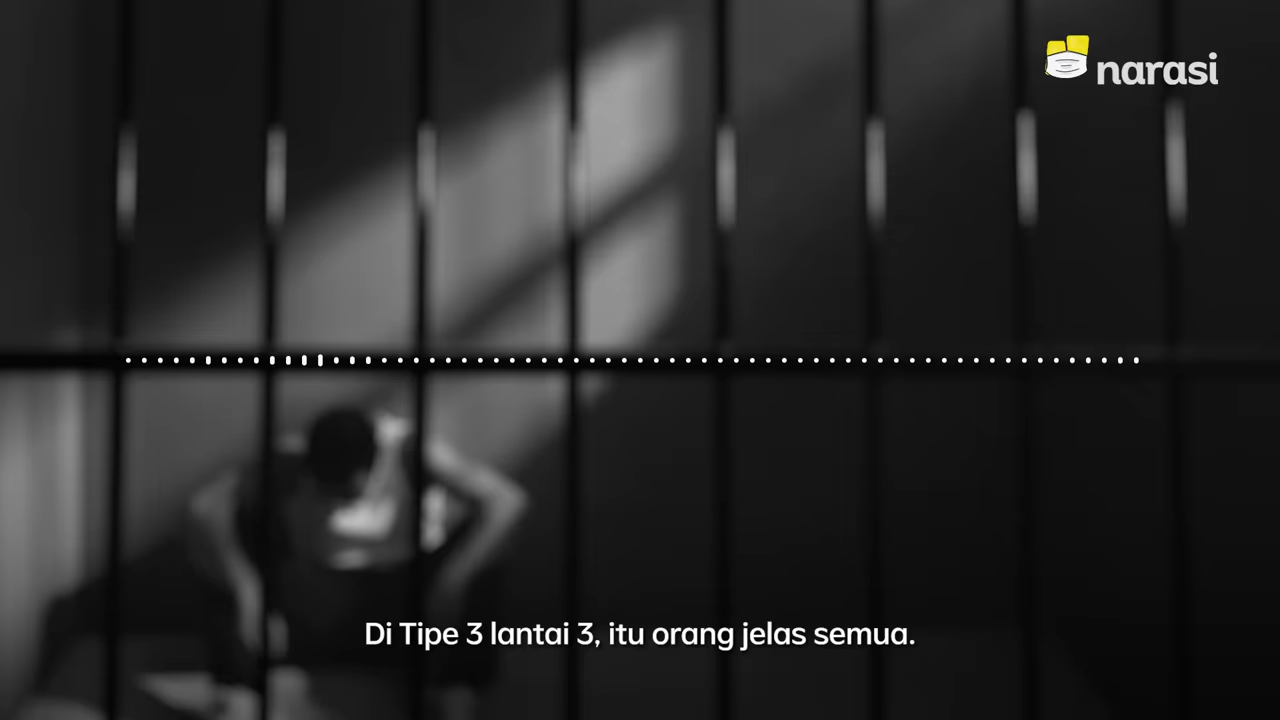 narasi
Di Tipe 3 lantai 3, itu orang jelas semua.